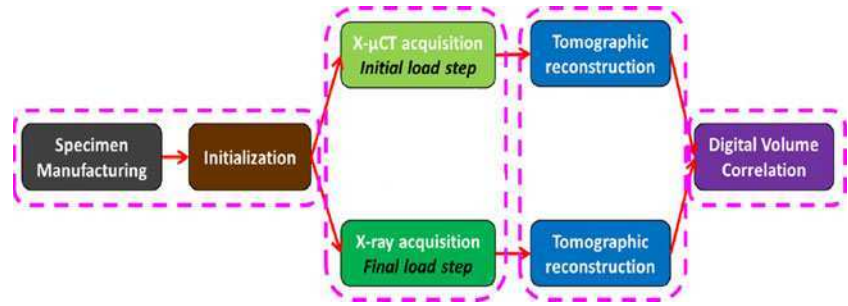 Specimen
Manufacturing
Initialization
X-μCT acquisition
Initial load step
X-ray acquisition
Final load step
Tomographic
reconstruction
Tomographic
reconstruction
Digital Volume
Correlation